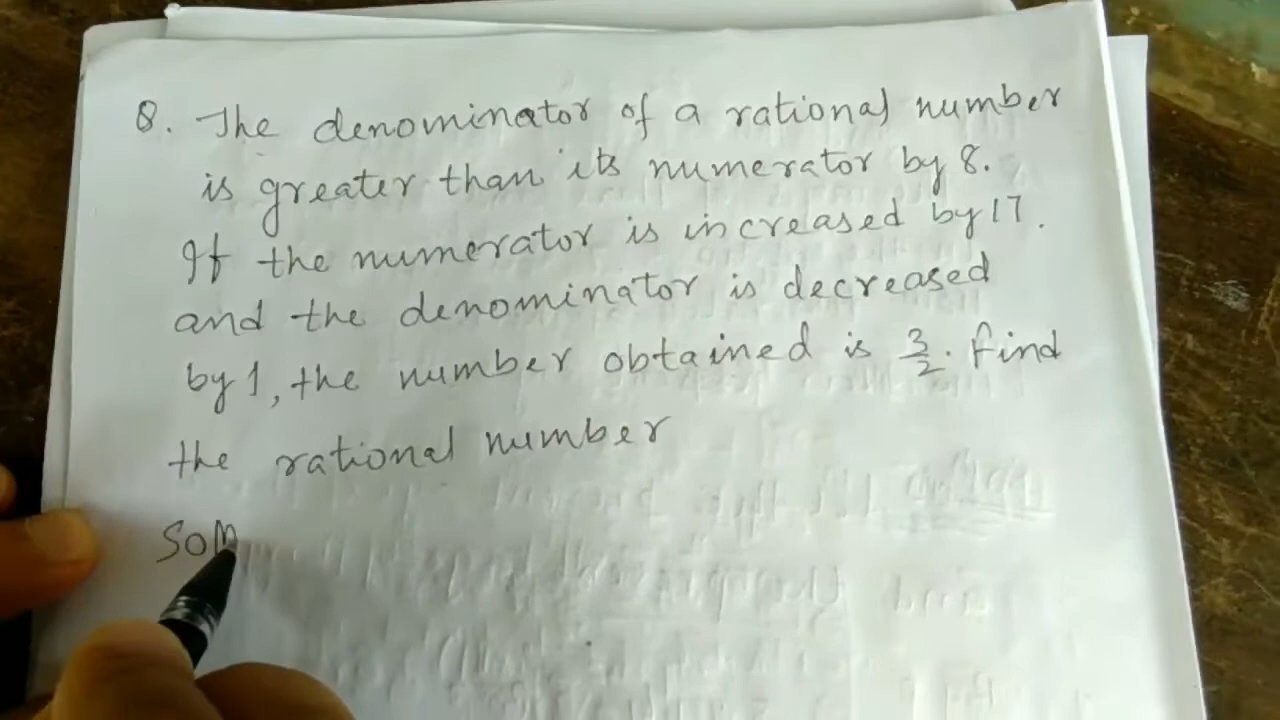 8. The denominator of a rational number
is greater than its numerator by 8.
If the numerator is increased by 17.
and the denominator is decreased
by 1, the number obtained is 3/2. find
the rational number
Soln